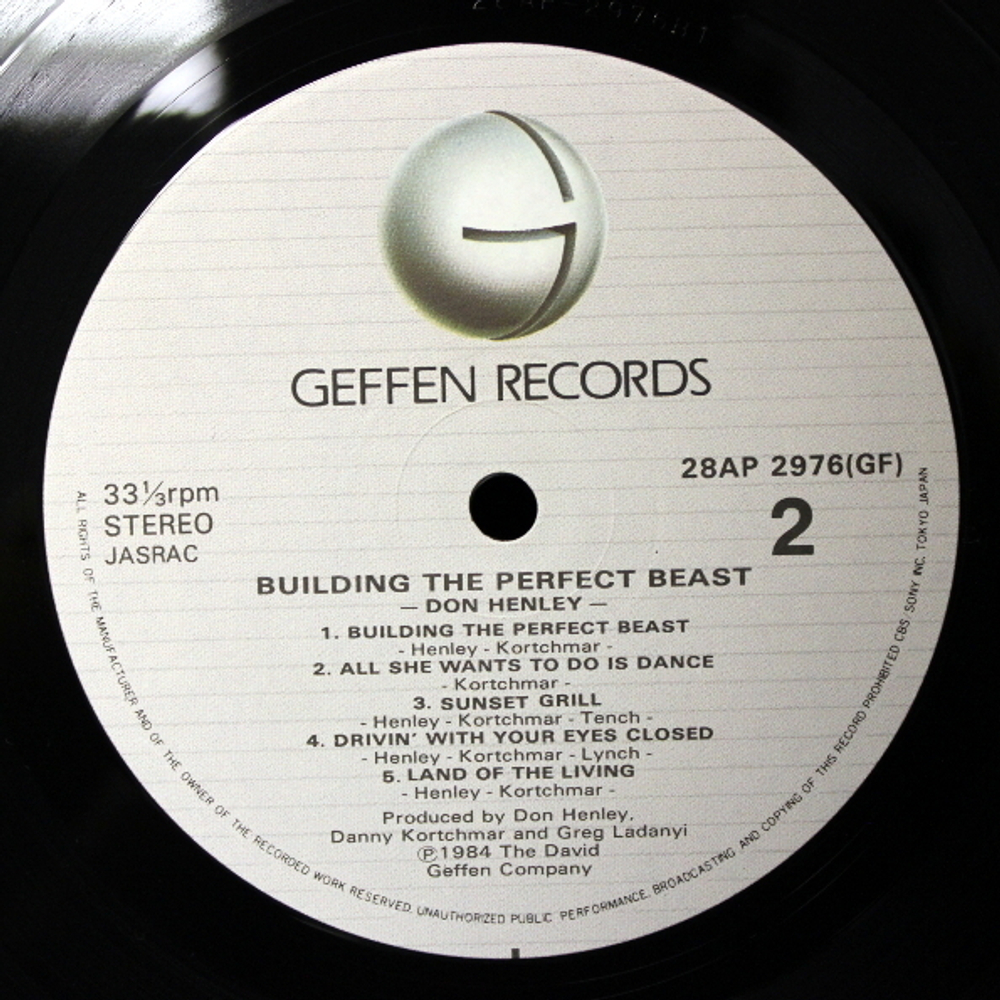 GEFFEN RECORDS
28AP 2976(GF)
2
33⅓rpm
STEREO
JASRAC
BUILDING THE PERFECT BEAST
— DON HENLEY —
1. BUILDING THE PERFECT BEAST
- Henley - Kortchmar -
2. ALL SHE WANTS TO DO IS DANCE
- Kortchmar -
3. SUNSET GRILL
- Henley - Kortchmar - Tench -
4. DRIVIN' WITH YOUR EYES CLOSED
- Henley - Kortchmar - Lynch -
5. LAND OF THE LIVING
- Henley - Kortchmar -
Produced by Don Henley,
Danny Kortchmar and Greg Ladanyi
Ⓟ1984 The David
Geffen Company
ALL RIGHTS OF THE MANUFACTURER AND OF THE OWNER OF THE RECORDED WORK RESERVED. UNAUTHORIZED PUBLIC PERFORMANCE. BROADCASTING AND COPYING OF THIS RECORD PROHIBITED CBS/SONY INC. TOKYO JAPAN